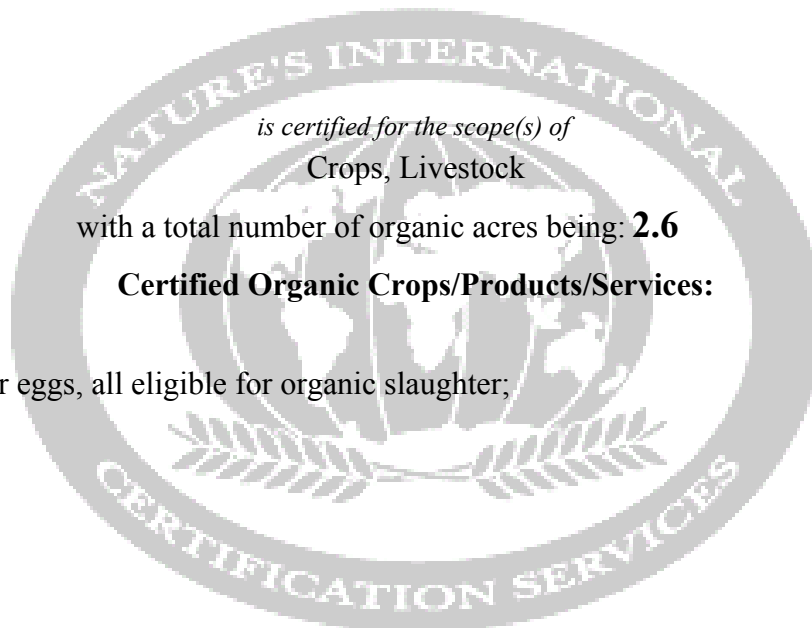 NATURE'S INTERNATIONAL
is certified for the scope(s) of
Crops, Livestock
with a total number of organic acres being: 2.6
Certified Organic Crops/Products/Services:
eggs, all eligible for organic slaughter;
CERTIFICATION SERVICES